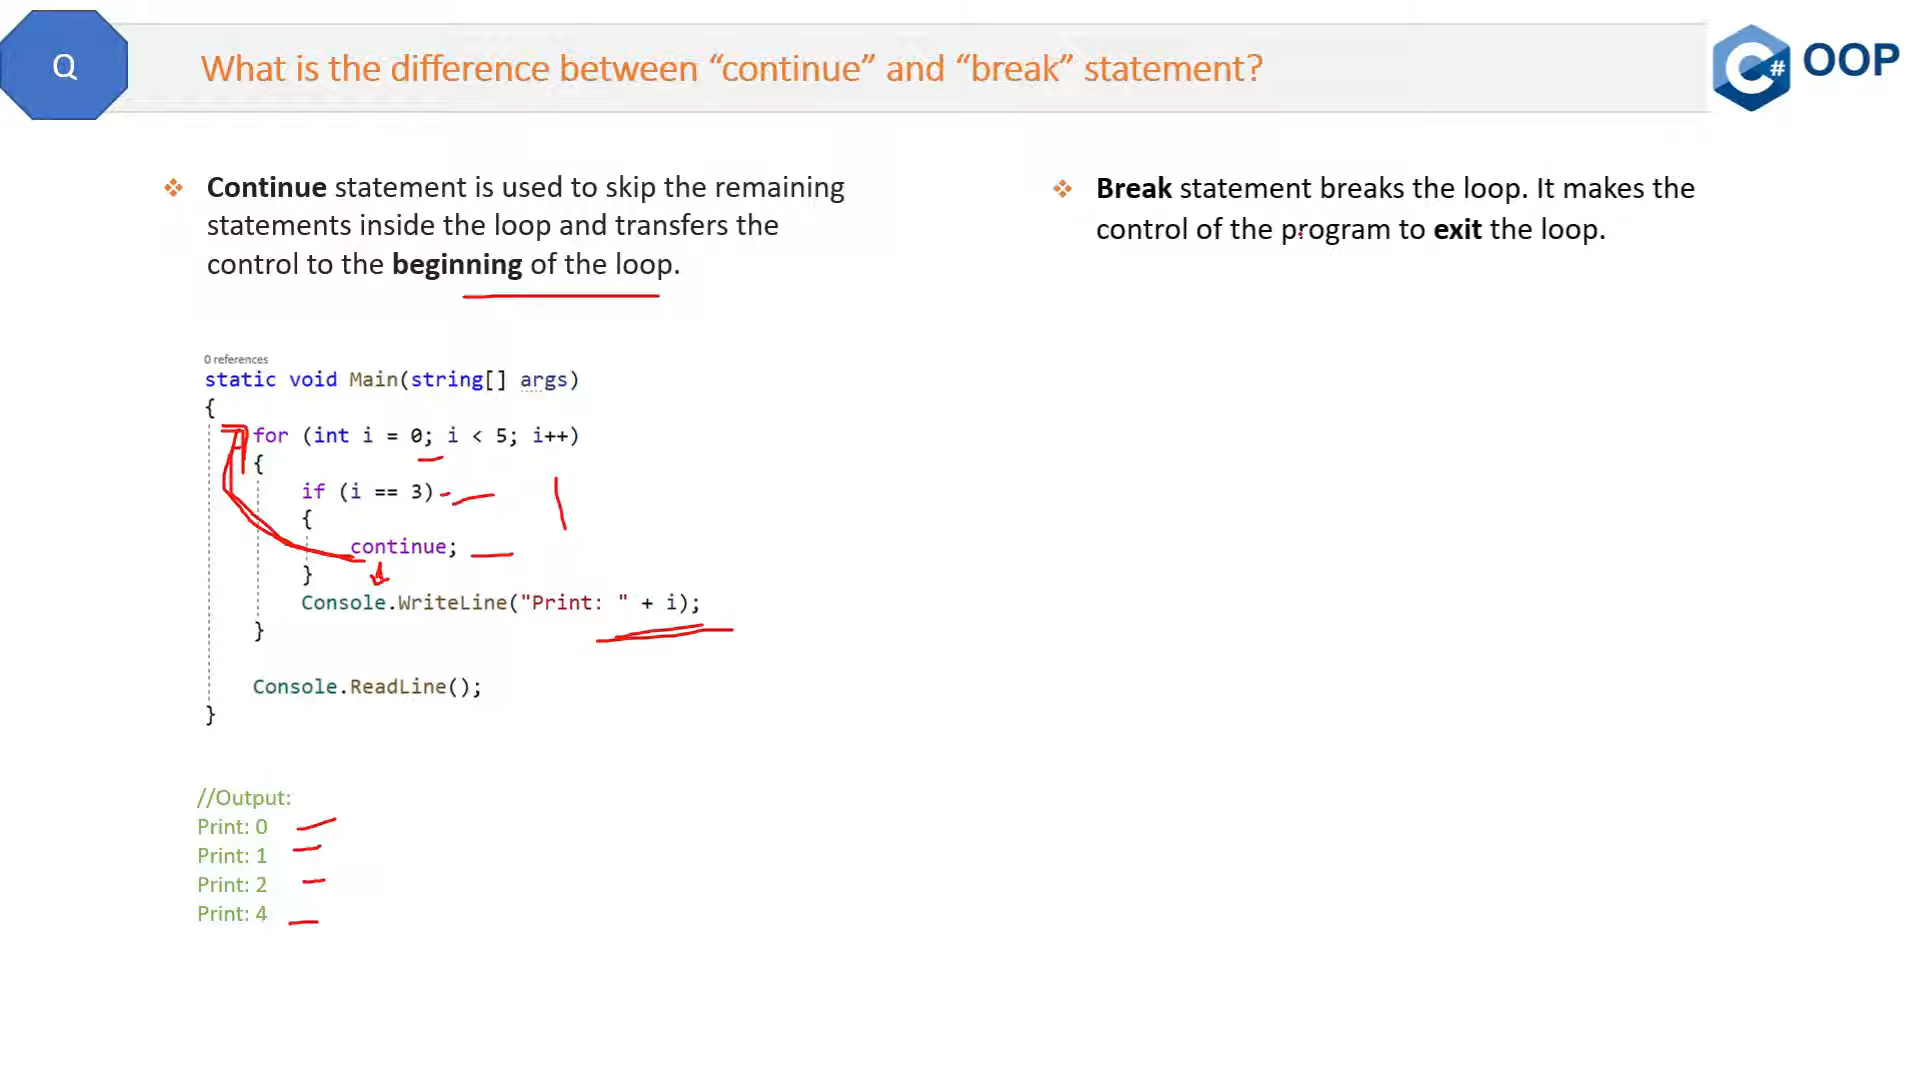 Q
What is the difference between “continue” and “break” statement?
C# OOP
Continue statement is used to skip the remaining
statements inside the loop and transfers the
control to the beginning of the loop.
0 references
static void Main(string[] args)
{
for (int i = 0; i < 5; i++)
{
if (i == 3)
{
continue;
}
Console.WriteLine("Print: " + i);
}
Console.ReadLine();
}
//Output:
Print: 0
Print: 1
Print: 2
Print: 4
Break statement breaks the loop. It makes the
control of the program to exit the loop.